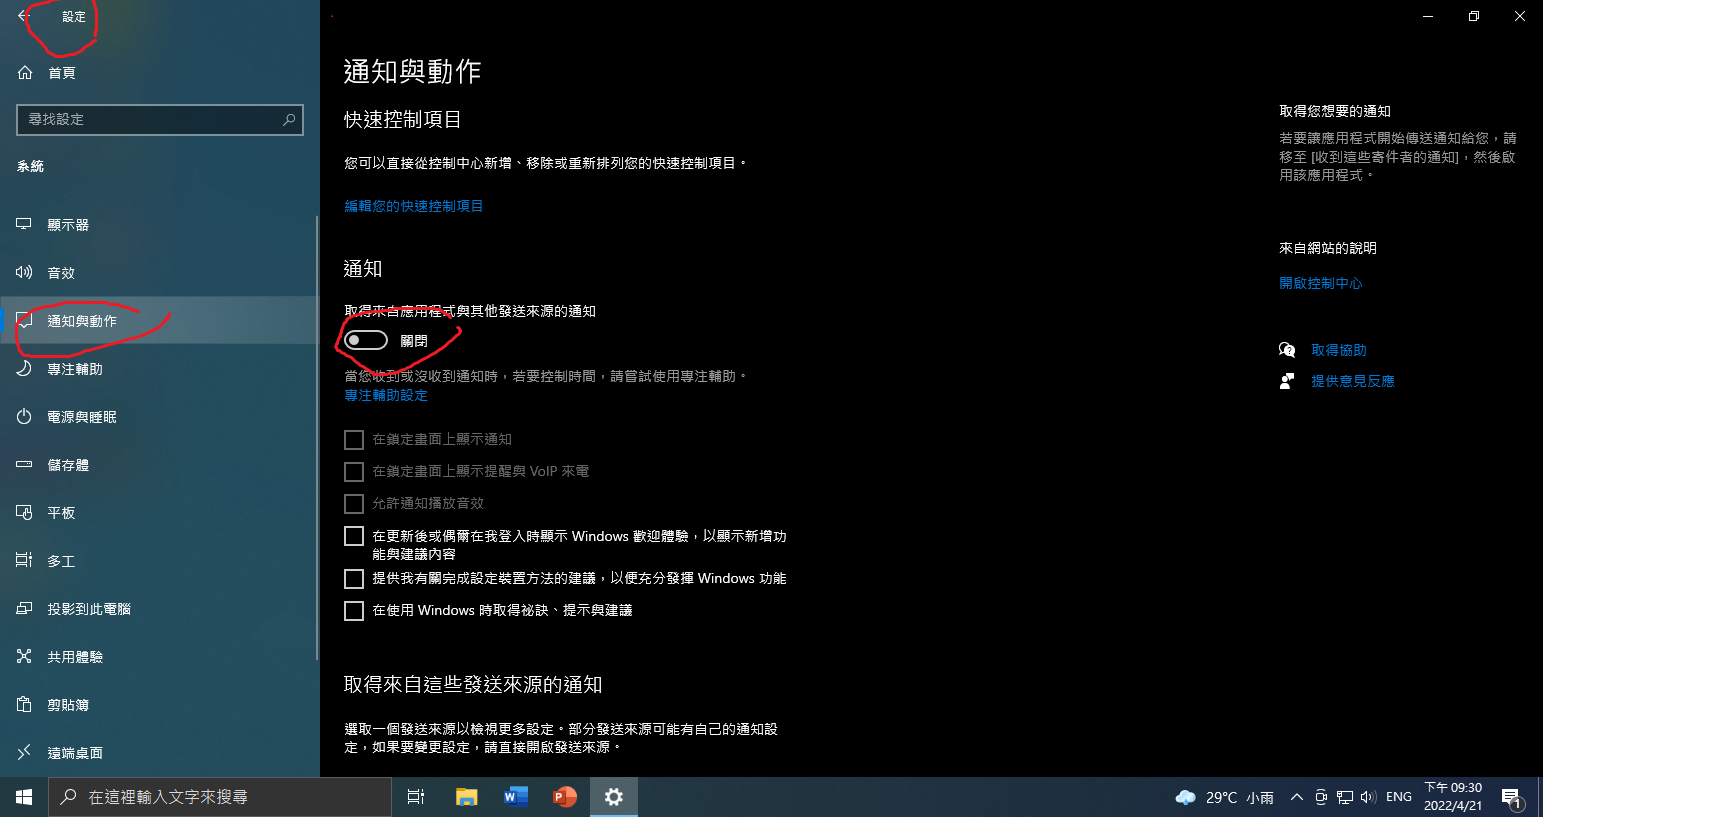 設定
首頁
尋找設定
系統
顯示器
音效
通知與動作
專注輔助
電源與睡眠
儲存體
平板
多工
投影到此電腦
共用體驗
剪貼簿
遠端桌面
通知與動作
快速控制項目
您可以直接從控制中心新增、移除或重新排列您的快速控制項目。
編輯您的快速控制項目
通知
取得來自應用程式與其他發送來源的通知
關閉
當您收到或沒收到通知時，若要控制時間，請嘗試使用專注輔助。
專注輔助設定
在鎖定畫面上顯示通知
在鎖定畫面上顯示提醒與 VoIP 來電
允許通知播放音效
在更新後或偶爾在我登入時顯示 Windows 歡迎體驗，以顯示新增功
能與建議內容
提供我有關完成設定裝置方法的建議，以便充分發揮 Windows 功能
在使用 Windows 時取得祕訣、提示與建議
取得來自這些發送來源的通知
選取一個發送來源以檢視更多設定。部分發送來源可能有自己的通知設
定，如果要變更設定，請直接開啟發送來源。
取得您想要的通知
若要讓應用程式開始傳送通知給您，請
移至 [收到這些寄件者的通知]，然後啟
用該應用程式。
來自網站的說明
開啟控制中心
取得協助
提供意見反應
在這裡輸入文字來搜尋
29°C 小雨
ENG
下午 09:30
2022/4/21
1